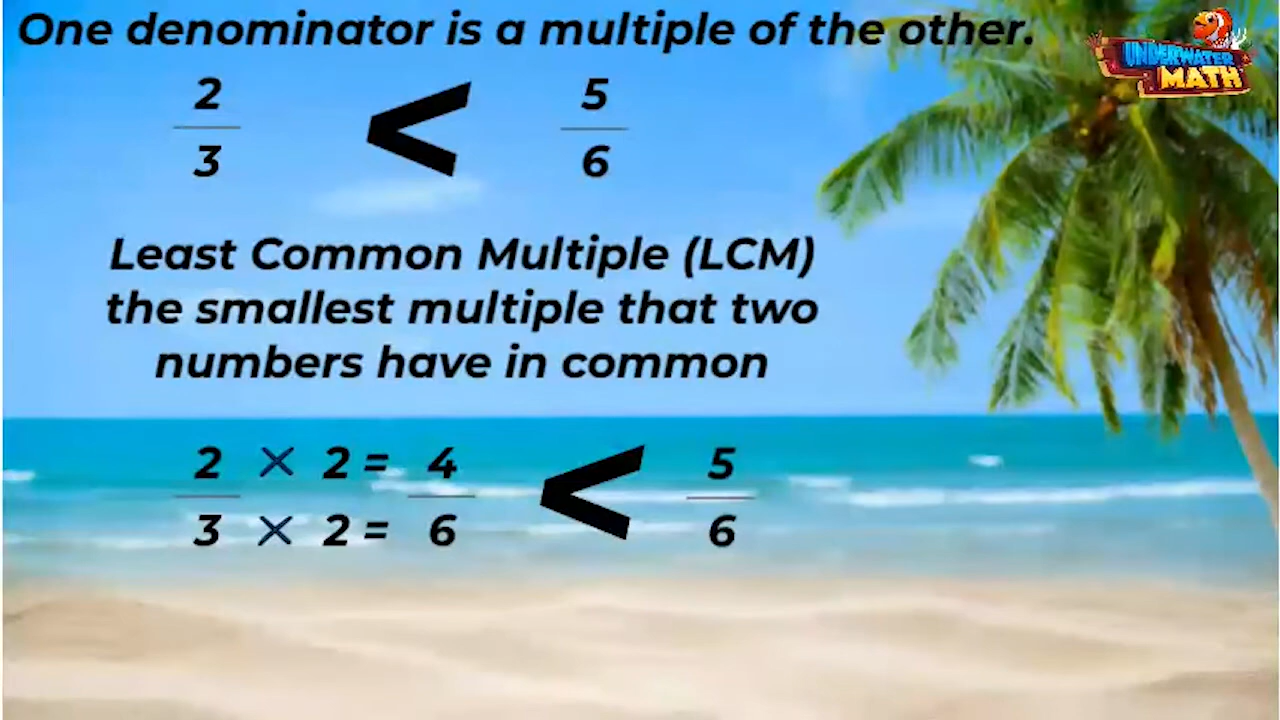 One denominator is a multiple of the other.
UNDERWATER
MATH
2 < 5
3 6
Least Common Multiple (LCM)
the smallest multiple that two
numbers have in common
2 × 2 = 4 < 5
3 × 2 = 6 6